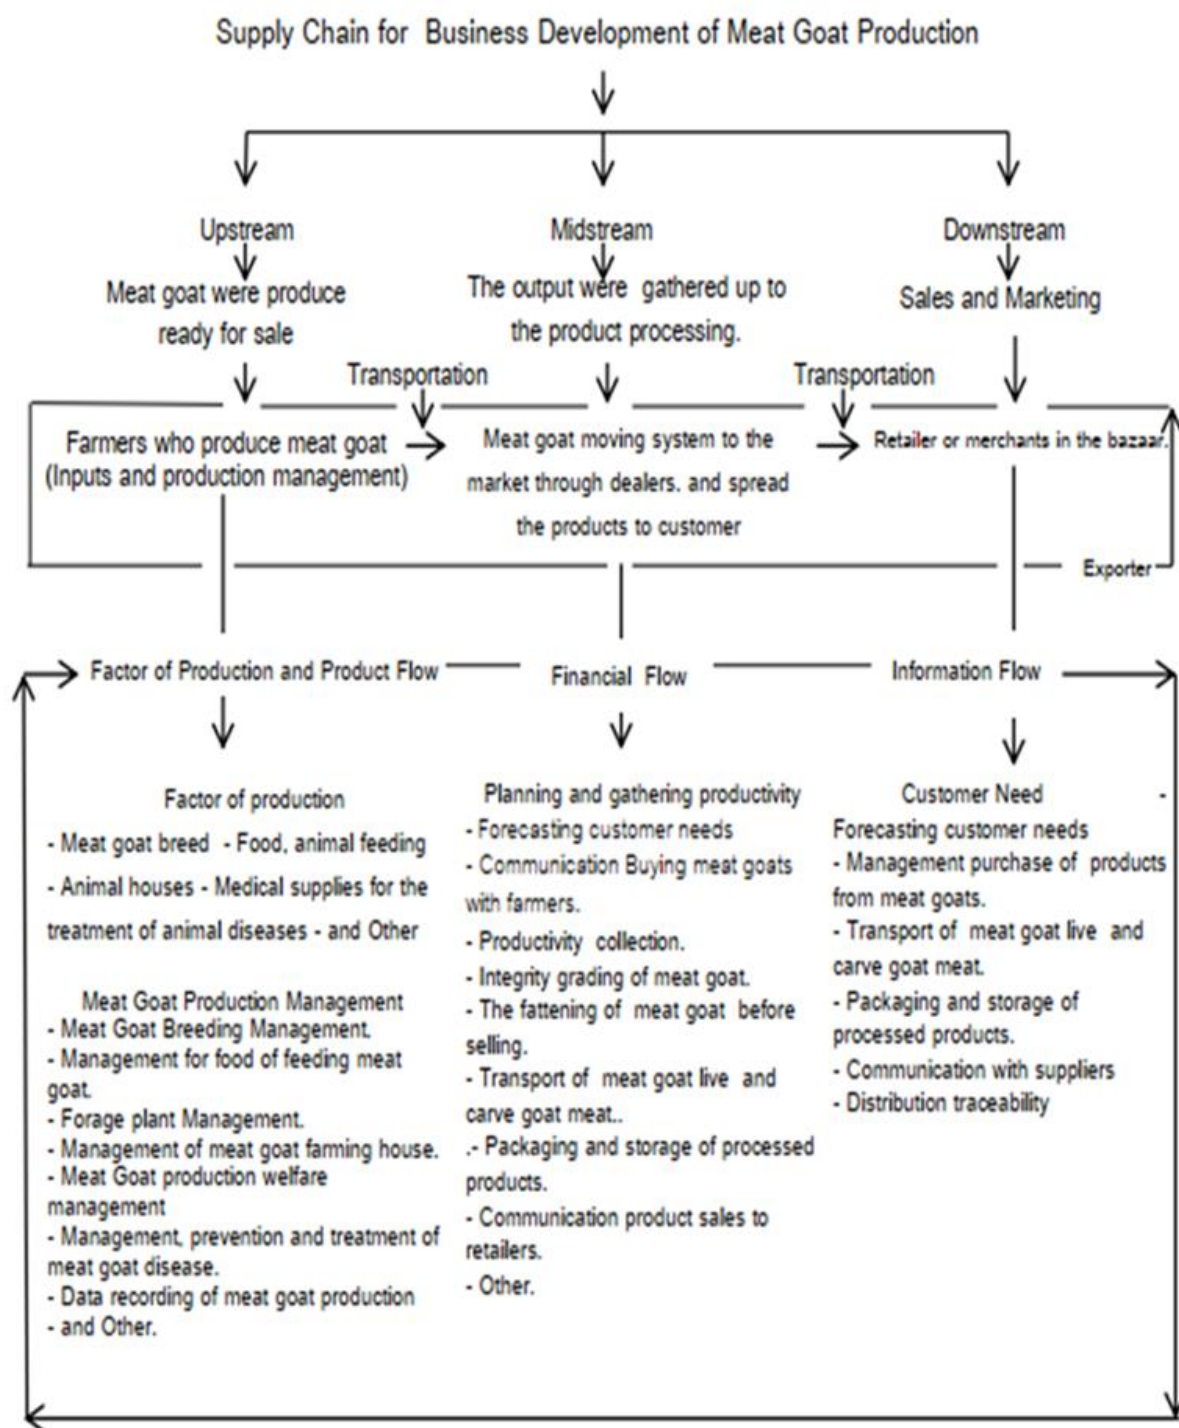 Supply Chain for Business Development of Meat Goat Production
Upstream
Midstream
Downstream
Meat goat were produce
ready for sale
The output were gathered up to
the product processing.
Sales and Marketing
Transportation
Transportation
Farmers who produce meat goat
(Inputs and production management)
Meat goat moving system to the
market through dealers. and spread
the products to customer
Retailer or merchants in the bazaar.
Exporter
Factor of Production and Product Flow
Financial Flow
Information Flow
Factor of production
- Meat goat breed - Food, animal feeding
- Animal houses - Medical supplies for the
treatment of animal diseases - and Other
Meat Goat Production Management
- Meat Goat Breeding Management.
- Management for food of feeding meat
goat.
- Forage plant Management.
- Management of meat goat farming house.
- Meat Goat production welfare
management
- Management, prevention and treatment of
meat goat disease.
- Data recording of meat goat production
- and Other.
Planning and gathering productivity
- Forecasting customer needs
- Communication Buying meat goats
with farmers.
- Productivity collection.
- Integrity grading of meat goat.
- The fattening of meat goat before
selling.
- Transport of meat goat live and
carve goat meat..
.- Packaging and storage of processed
products.
- Communication product sales to
retailers.
- Other.
Customer Need -
Forecasting customer needs
- Management purchase of products
from meat goats.
- Transport of meat goat live and
carve goat meat.
- Packaging and storage of
processed products.
- Communication with suppliers
- Distribution traceability